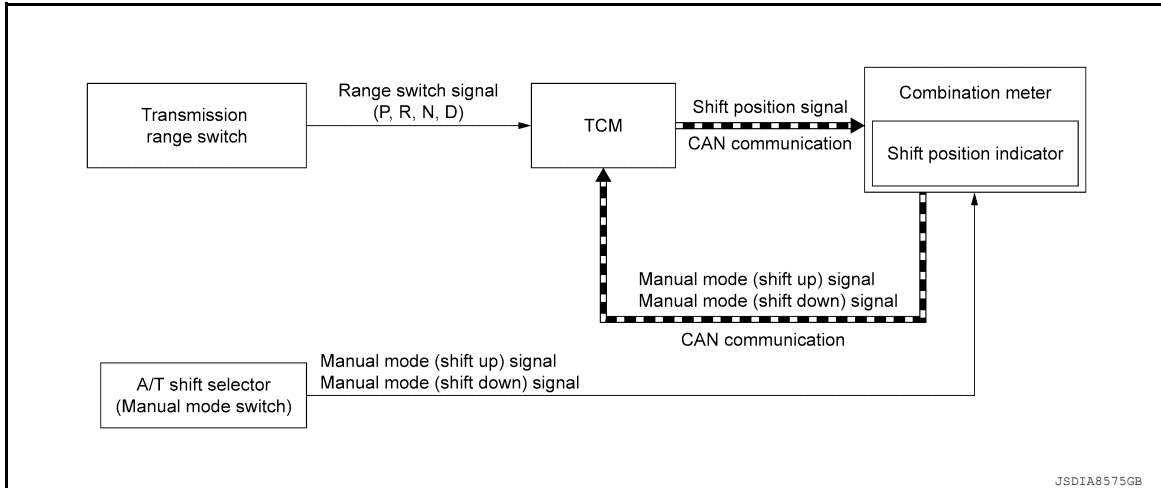 Transmission
range switch
Range switch signal
(P, R, N, D)
TCM
Shift position signal
CAN communication
Combination meter
Shift position indicator
Manual mode (shift up) signal
Manual mode (shift down) signal
CAN communication
A/T shift selector
(Manual mode switch)
Manual mode (shift up) signal
Manual mode (shift down) signal
JSDIA8575GB